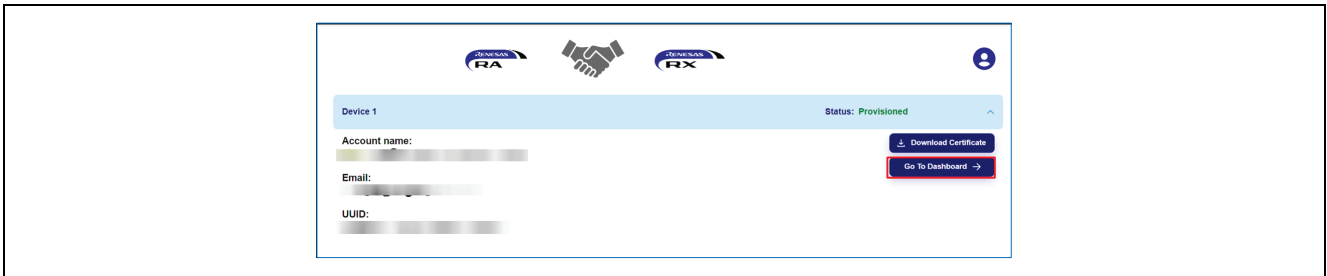 RENESAS
RA
RENESAS
RX
Device 1
Status: Provisioned
Account name:
Download Certificate
Go To Dashboard →
Email:
UUID: